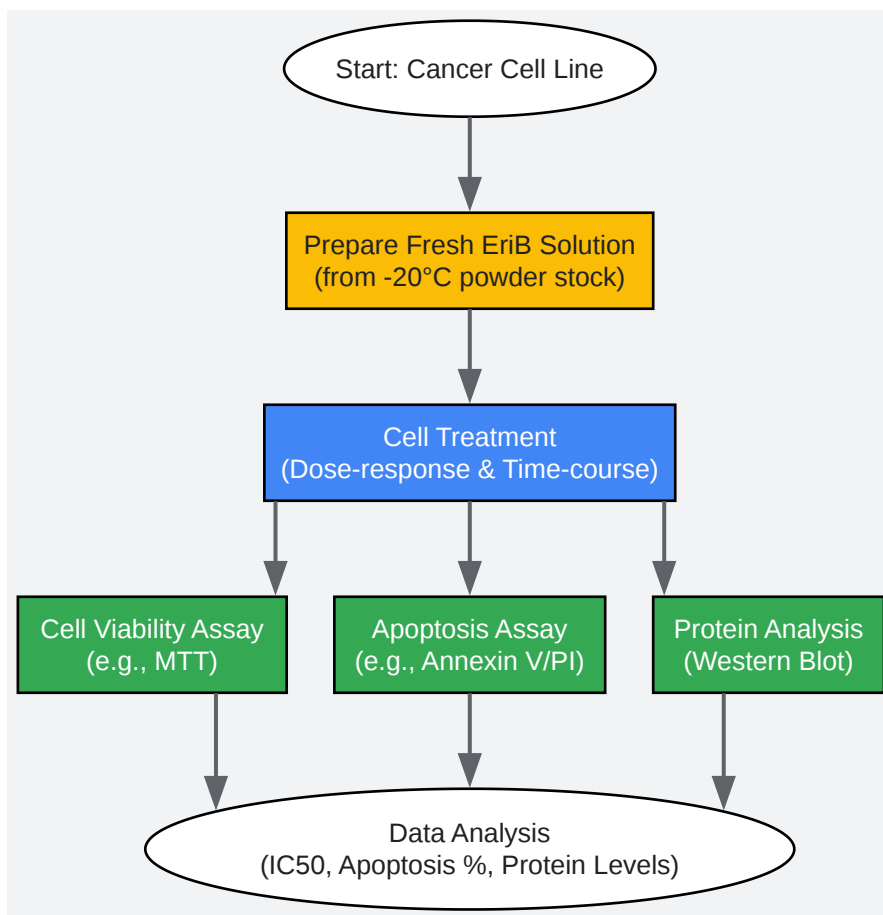 Start: Cancer Cell Line
Prepare Fresh EriB Solution
(from -20°C powder stock)
Cell Treatment
(Dose-response & Time-course)
Cell Viability Assay
(e.g., MTT)
Apoptosis Assay
(e.g., Annexin V/PI)
Protein Analysis
(Western Blot)
Data Analysis
(IC50, Apoptosis %, Protein Levels)